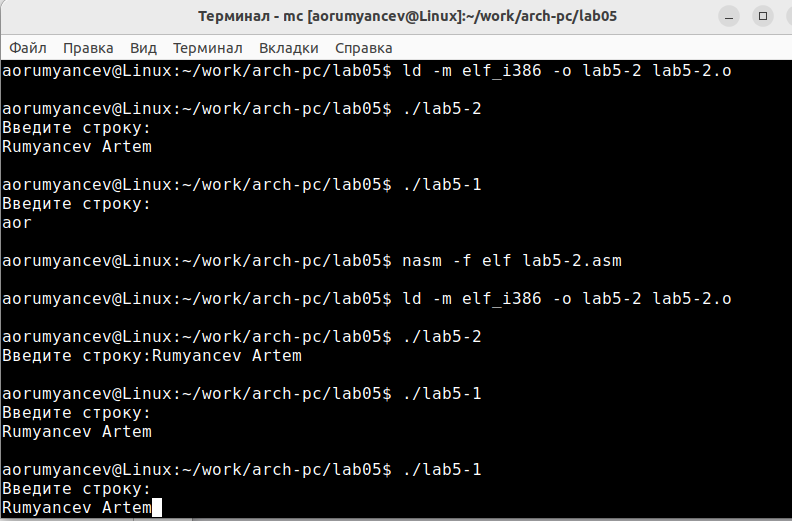 Терминал - mc [aorumyancev@Linux]:~/work/arch-pc/lab05
Файл Правка Вид Терминал Вкладки Справка
aorumyancev@Linux:~/work/arch-pc/lab05$ ld -m elf_i386 -o lab5-2 lab5-2.o
aorumyancev@Linux:~/work/arch-pc/lab05$ ./lab5-2
Введите строку:
Rumyancev Artem
aorumyancev@Linux:~/work/arch-pc/lab05$ ./lab5-1
Введите строку:
aor
aorumyancev@Linux:~/work/arch-pc/lab05$ nasm -f elf lab5-2.asm
aorumyancev@Linux:~/work/arch-pc/lab05$ ld -m elf_i386 -o lab5-2 lab5-2.o
aorumyancev@Linux:~/work/arch-pc/lab05$ ./lab5-2
Введите строку:Rumyancev Artem
aorumyancev@Linux:~/work/arch-pc/lab05$ ./lab5-1
Введите строку:
Rumyancev Artem
aorumyancev@Linux:~/work/arch-pc/lab05$ ./lab5-1
Введите строку:
Rumyancev Artem